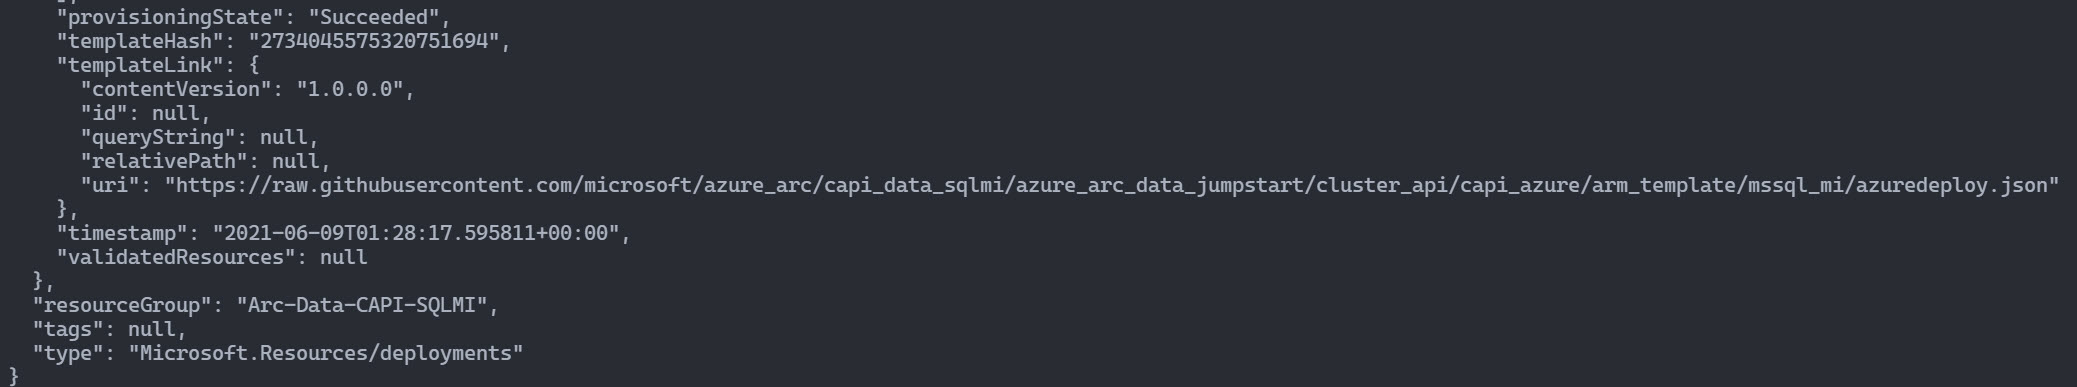 ],
"provisioningState": "Succeeded",
"templateHash": "2734045575320751694",
"templateLink": {
"contentVersion": "1.0.0.0",
"id": null,
"queryString": null,
"relativePath": null,
"uri": "https://raw.githubusercontent.com/microsoft/azure_arc/capi_data_sqlmi/azure_arc_data_jumpstart/cluster_api/capi_azure/arm_template/mssql_mi/azuredeploy.json"
},
"timestamp": "2021-06-09T01:28:17.595811+00:00",
"validatedResources": null
},
"resourceGroup": "Arc-Data-CAPI-SQLMI",
"tags": null,
"type": "Microsoft.Resources/deployments"
}